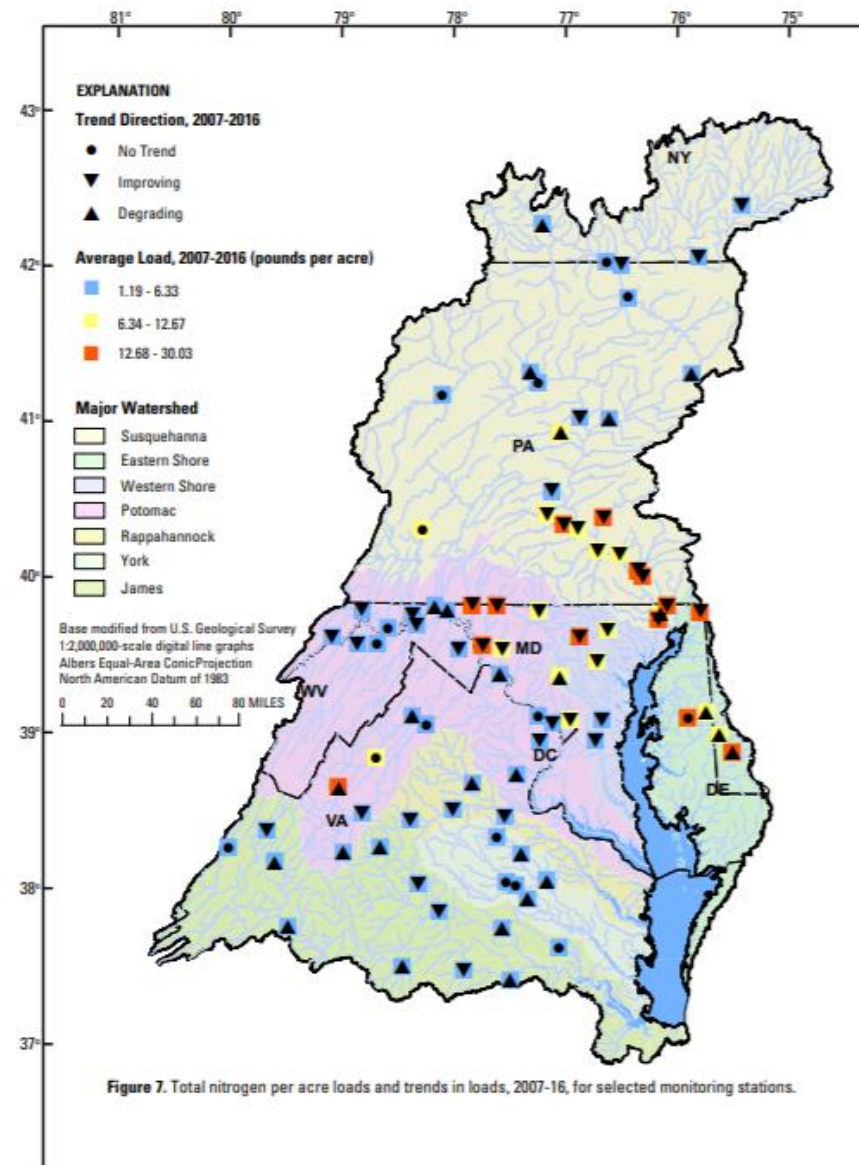 81° 80° 79° 78° 77° 76° 75°
EXPLANATION
Trend Direction, 2007-2016
No Trend
Improving
Degrading
Average Load, 2007-2016 (pounds per acre)
1.19 - 6.33
6.34 - 12.67
12.68 - 30.03
Major Watershed
Susquehanna
Eastern Shore
Western Shore
Potomac
Rappahannock
York
James
Base modified from U.S. Geological Survey
1:2,000,000-scale digital line graphs
Albers Equal-Area ConicProjection
North American Datum of 1983
0 20 40 60 80 MILES
43°
42°
41°
40°
39°
38°
37°
NY
PA
MD
WV
DC
DE
VA
Figure 7. Total nitrogen per acre loads and trends in loads, 2007-16, for selected monitoring stations.